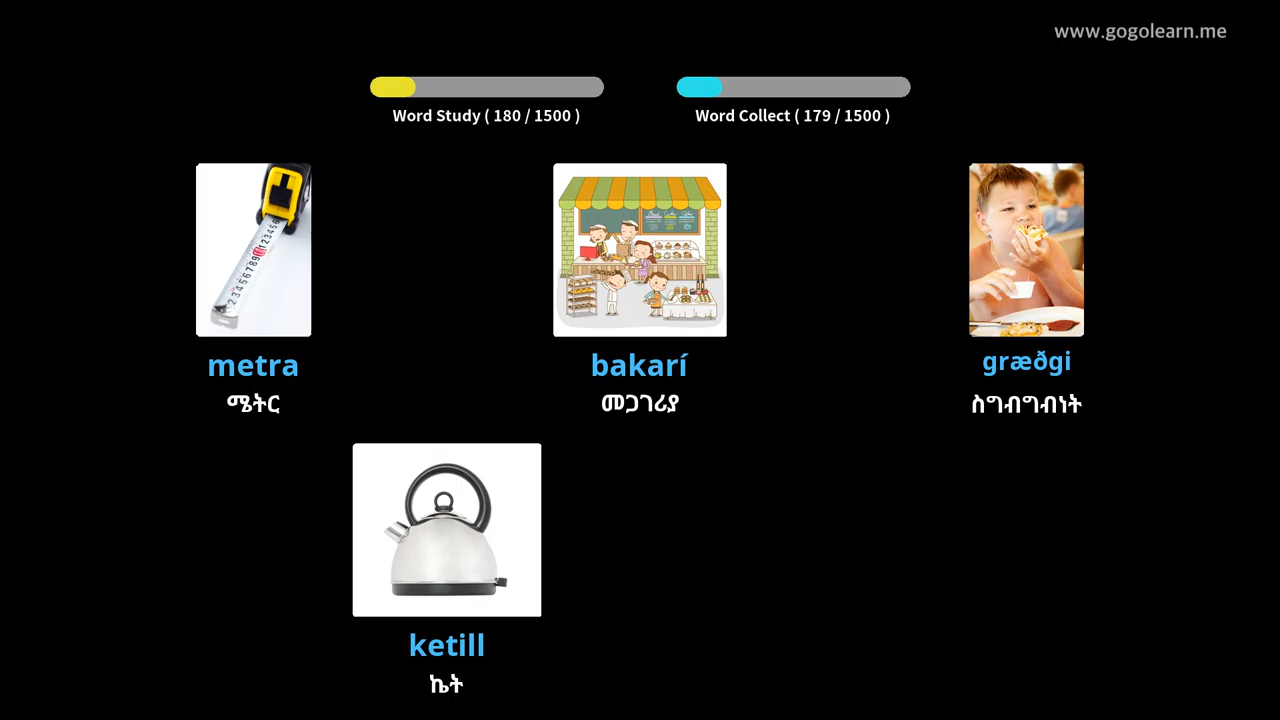 www.gogolearn.me
Word Study ( 180 / 1500 )
Word Collect ( 179 / 1500 )
metra
bakarí
græðgi
ሜትር
መጋገሪያ
ስግብግብነት
ketill
ኬት